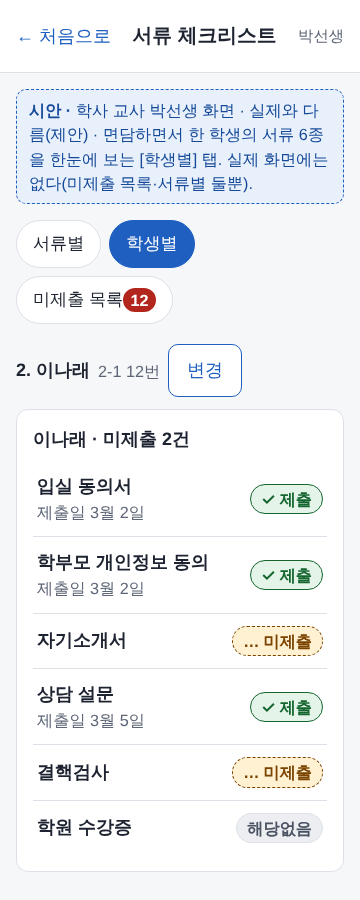 ← 처음으로 서류 체크리스트 박선생
시안 · 학사 교사 박선생 화면 · 실제와 다
름(제안) · 면담하면서 한 학생의 서류 6종
을 한눈에 보는 [학생별] 탭. 실제 화면에는
없다(미제출 목록·서류별 둘뿐).
서류별 학생별
미제출 목록 12
2. 이나래 2-1 12번 변경
이나래 · 미제출 2건
입실 동의서 ✓ 제출
제출일 3월 2일
학부모 개인정보 동의 ✓ 제출
제출일 3월 2일
자기소개서 … 미제출
상담 설문 ✓ 제출
제출일 3월 5일
결핵검사 … 미제출
학원 수강증 해당없음